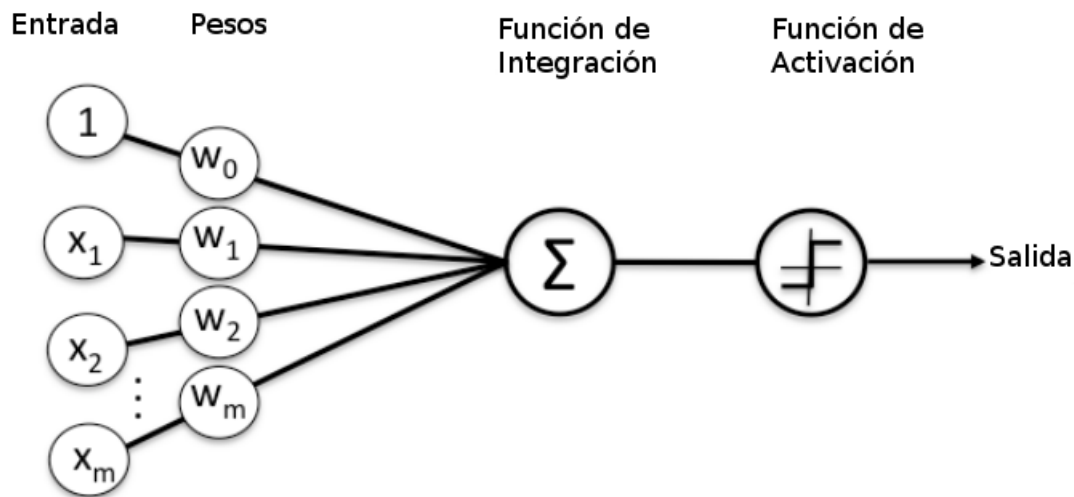 Entrada
Pesos
Función de
Integración
Función de
Activación
1
w0
x1
w1
x2
w2
⋮
xm
wm
Σ
Salida